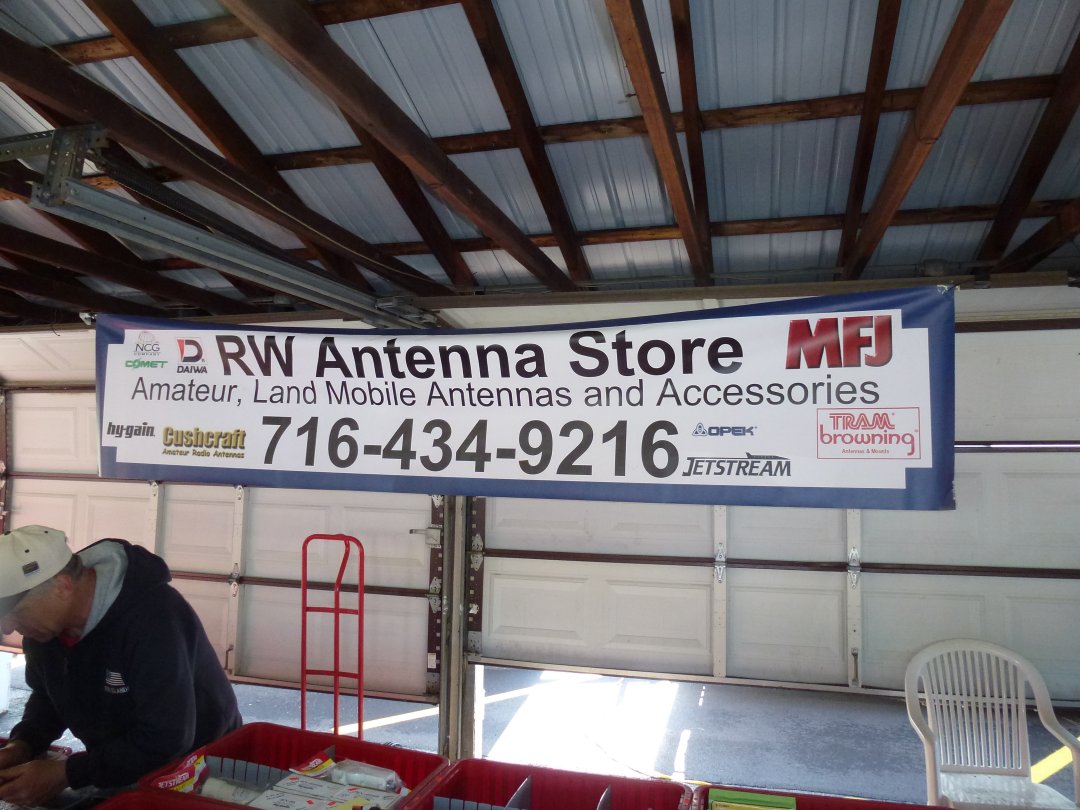 NCG
COMPANY
COMET
DAIWA
RW Antenna Store
MFJ
Amateur, Land Mobile Antennas and Accessories
hy-gain.
Cushcraft
Amateur Radio Antennas
716-434-9216
OPEK
JETSTREAM
TRAM
browning
Antennas & Mounts
JETSTREAM